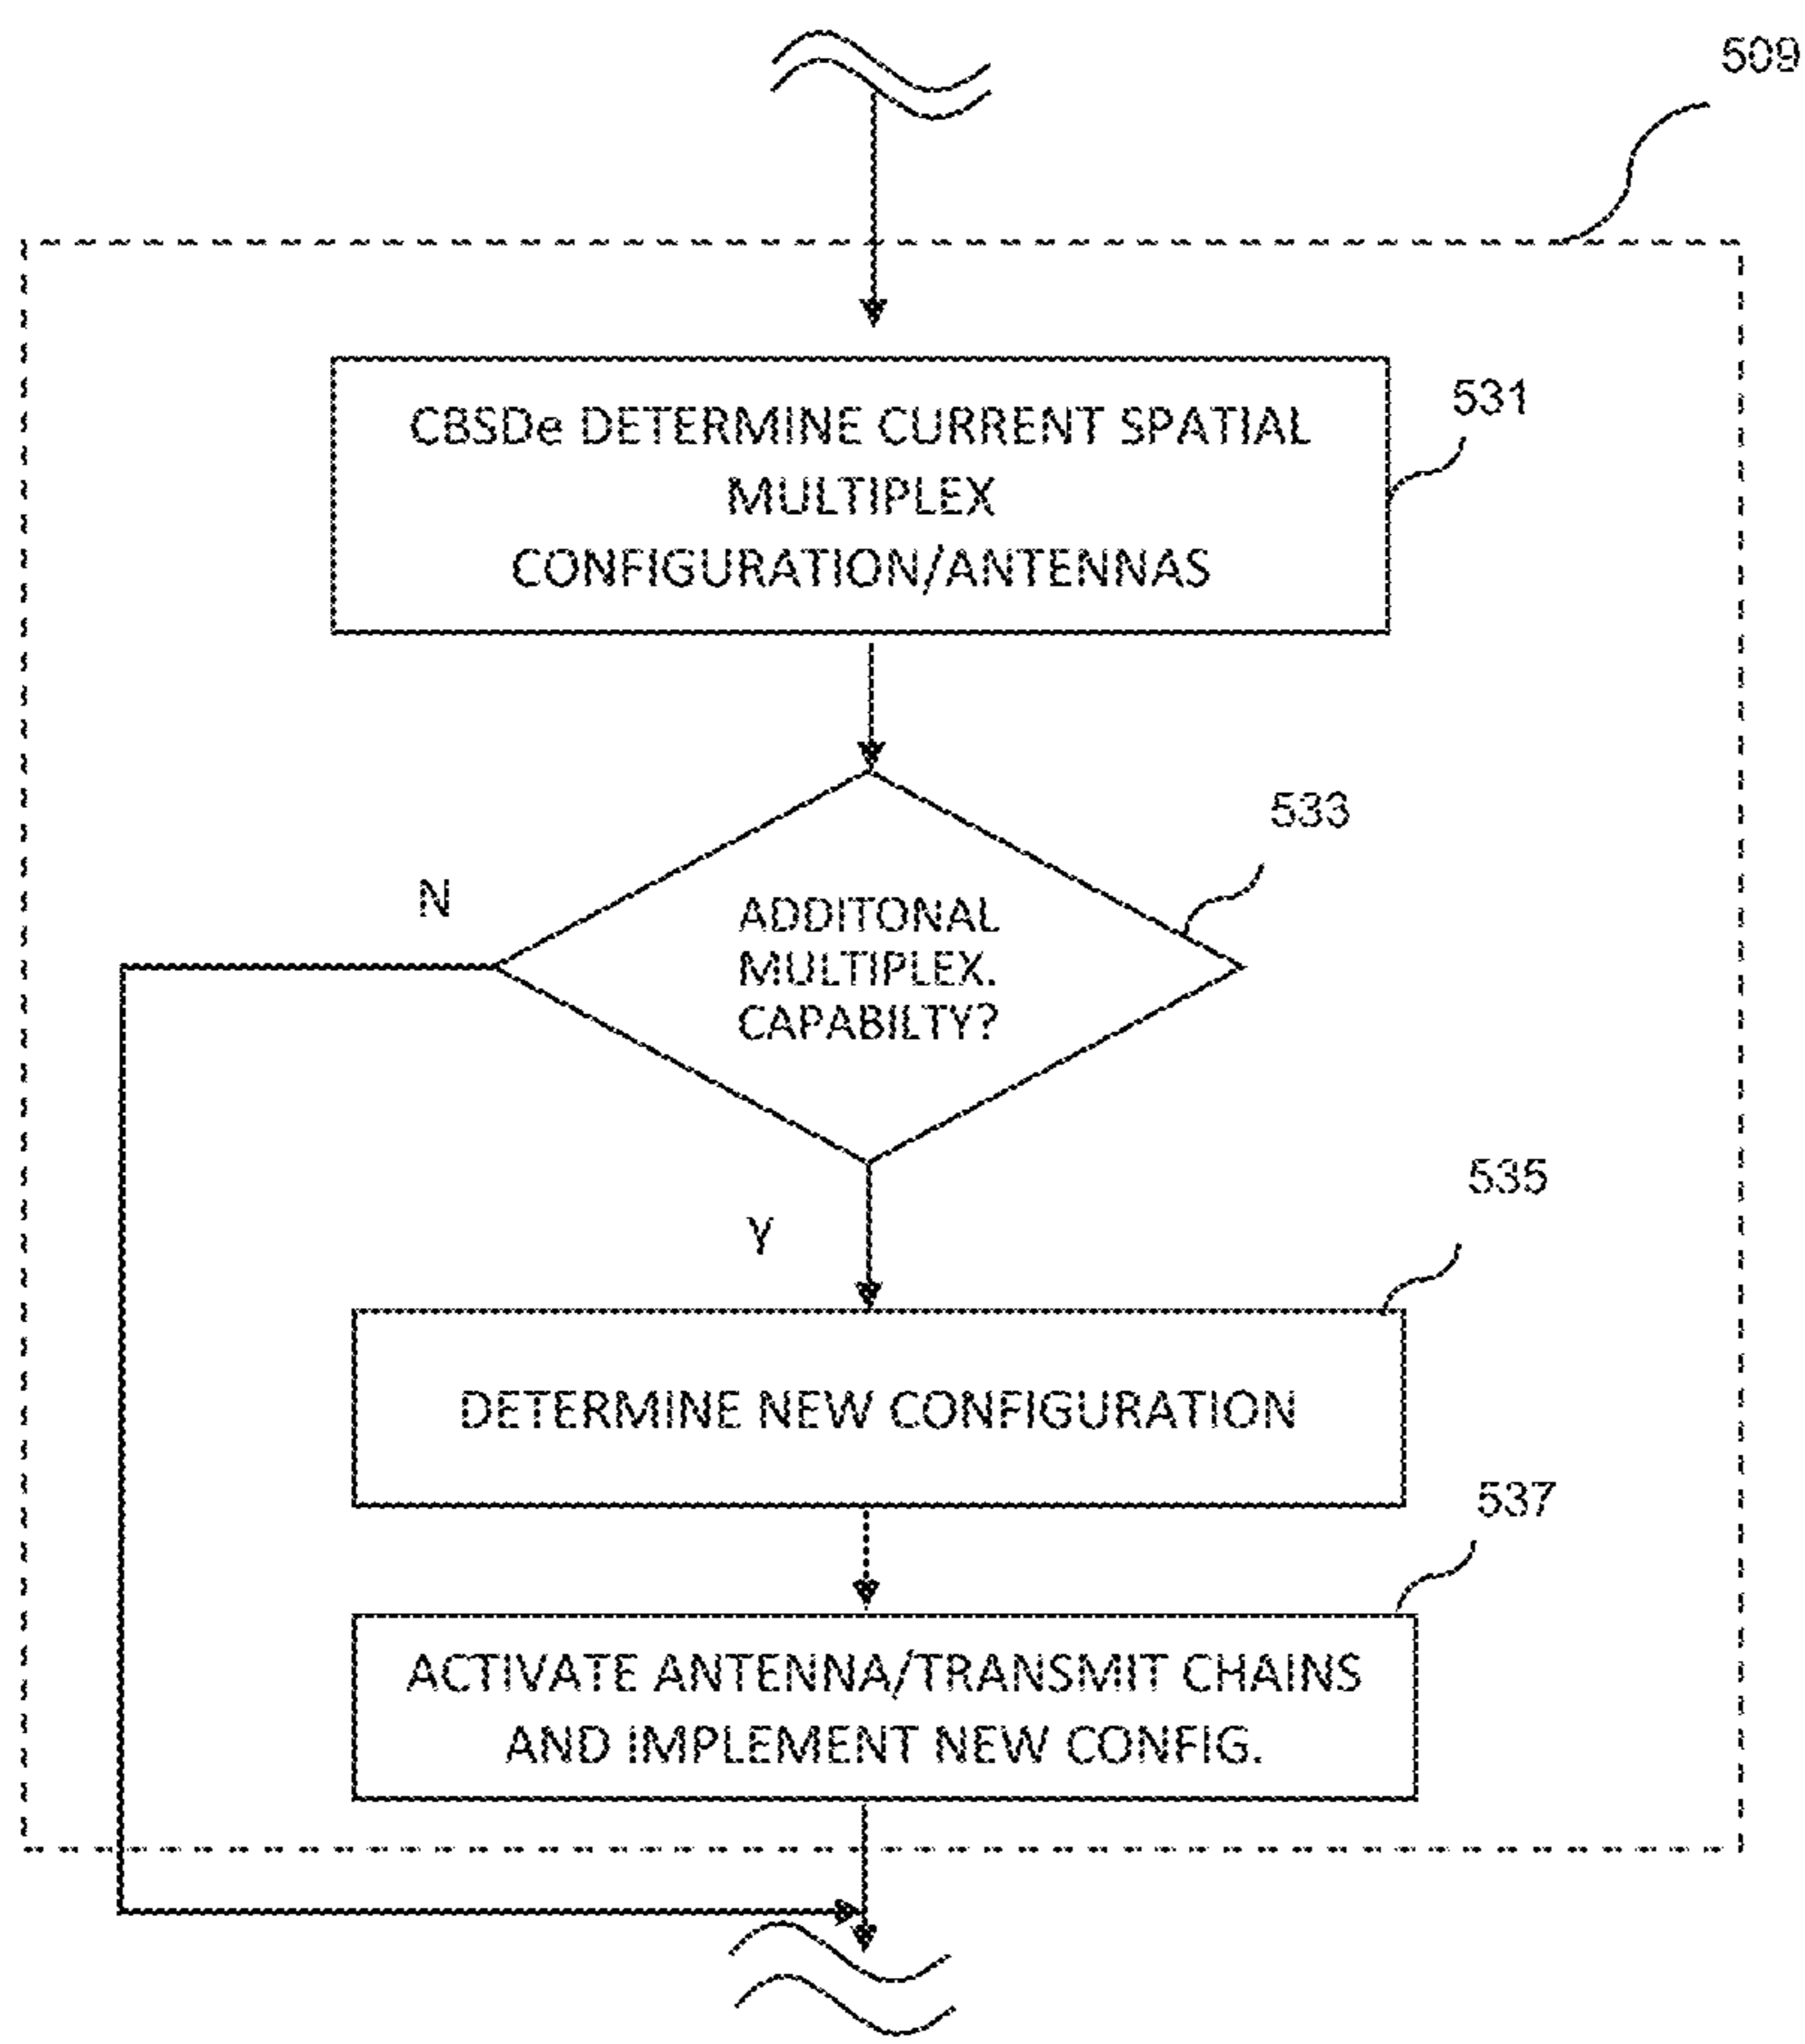 509
CBSDe DETERMINE CURRENT SPATIAL
MULTIPLEX
CONFIGURATION/ANTENNAS
531
533
N
ADDITONAL
MULTIPLEX.
CAPABILTY?
Y
535
DETERMINE NEW CONFIGURATION
537
ACTIVATE ANTENNA/TRANSMIT CHAINS
AND IMPLEMENT NEW CONFIG.